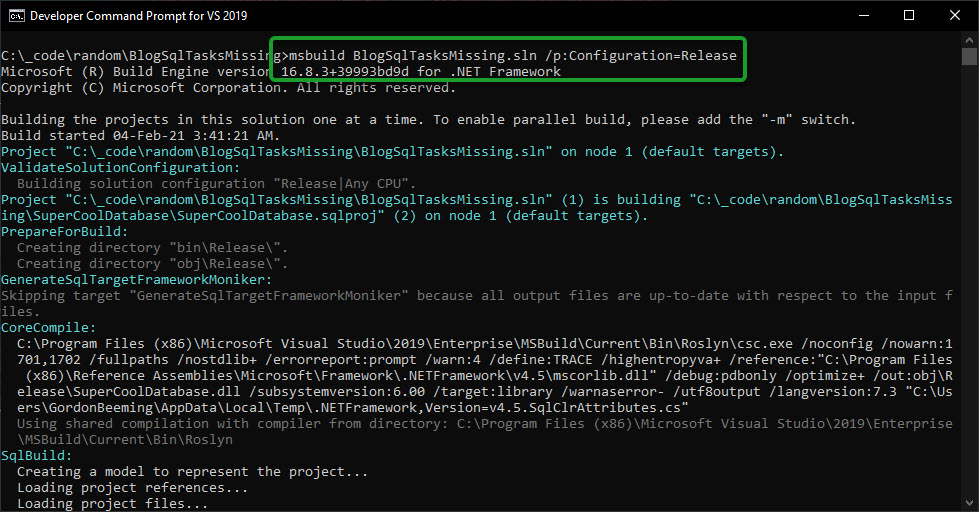 Developer Command Prompt for VS 2019
C:\_code\random\BlogSqlTasksMissing>msbuild BlogSqlTasksMissing.sln /p:Configuration=Release
Microsoft (R) Build Engine version 16.8.3+39993bd9d for .NET Framework
Copyright (C) Microsoft Corporation. All rights reserved.
Building the projects in this solution one at a time. To enable parallel build, please add the "-m" switch.
Build started 04-Feb-21 3:41:21 AM.
Project "C:\_code\random\BlogSqlTasksMissing\BlogSqlTasksMissing.sln" on node 1 (default targets).
ValidateSolutionConfiguration:
Building solution configuration "Release|Any CPU".
Project "C:\_code\random\BlogSqlTasksMissing\BlogSqlTasksMissing.sln" (1) is building "C:\_code\random\BlogSqlTasksMiss
ing\SuperCoolDatabase\SuperCoolDatabase.sqlproj" (2) on node 1 (default targets).
PrepareForBuild:
Creating directory "bin\Release\".
Creating directory "obj\Release\".
GenerateSqlTargetFrameworkMoniker:
Skipping target "GenerateSqlTargetFrameworkMoniker" because all output files are up-to-date with respect to the input f
iles.
CoreCompile:
C:\Program Files (x86)\Microsoft Visual Studio\2019\Enterprise\MSBuild\Current\Bin\Roslyn\csc.exe /noconfig /nowarn:1
701,1702 /fullpaths /nostdlib+ /errorreport:prompt /warn:4 /define:TRACE /highentropyva+ /reference:"C:\Program Files
(x86)\Reference Assemblies\Microsoft\Framework\.NETFramework\v4.5\mscorlib.dll" /debug:pdbonly /optimize+ /out:obj\R
elease\SuperCoolDatabase.dll /subsystemversion:6.00 /target:library /warnaserror- /utf8output /langversion:7.3 "C:\Us
ers\GordonBeeming\AppData\Local\Temp\.NETFramework,Version=v4.5.SqlClrAttributes.cs"
Using shared compilation with compiler from directory: C:\Program Files (x86)\Microsoft Visual Studio\2019\Enterprise
\MSBuild\Current\Bin\Roslyn
SqlBuild:
Creating a model to represent the project...
Loading project references...
Loading project files...